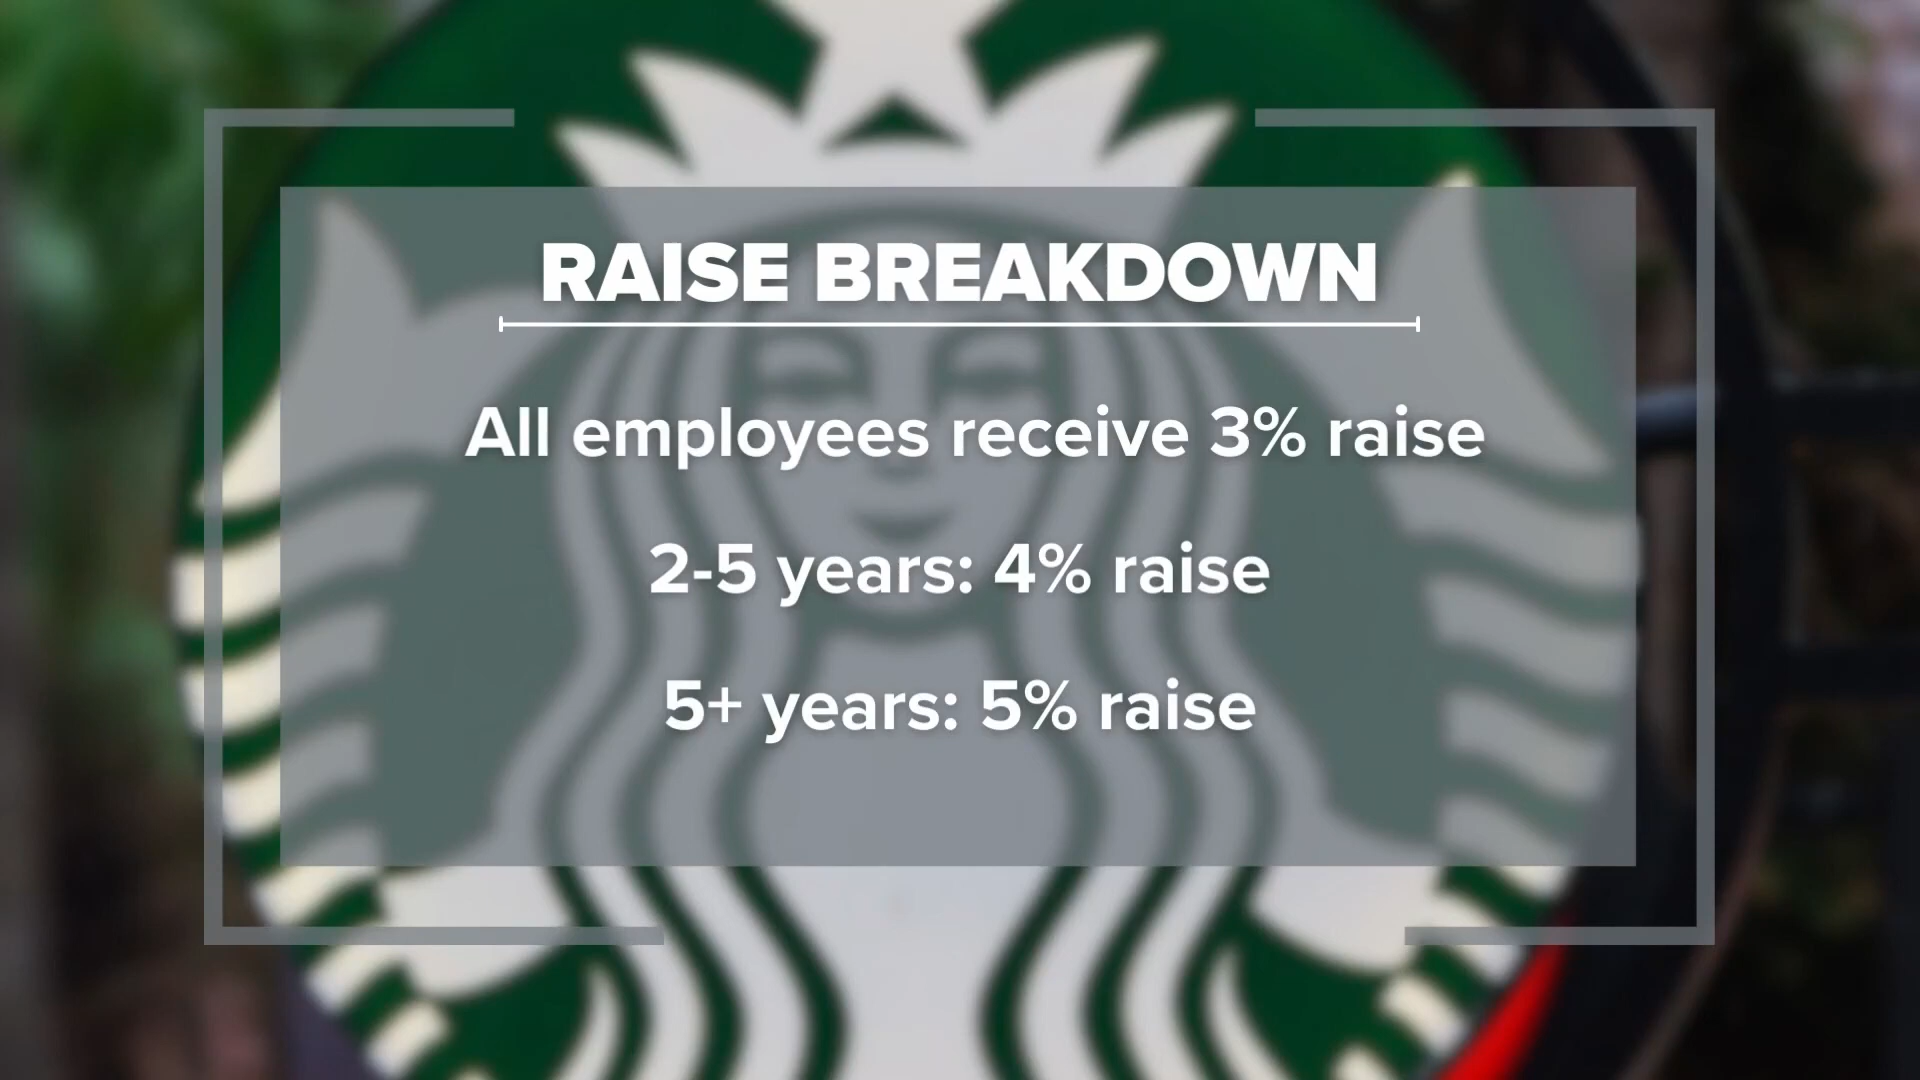 RAISE BREAKDOWN
All employees receive 3% raise
2-5 years: 4% raise
5+ years: 5% raise